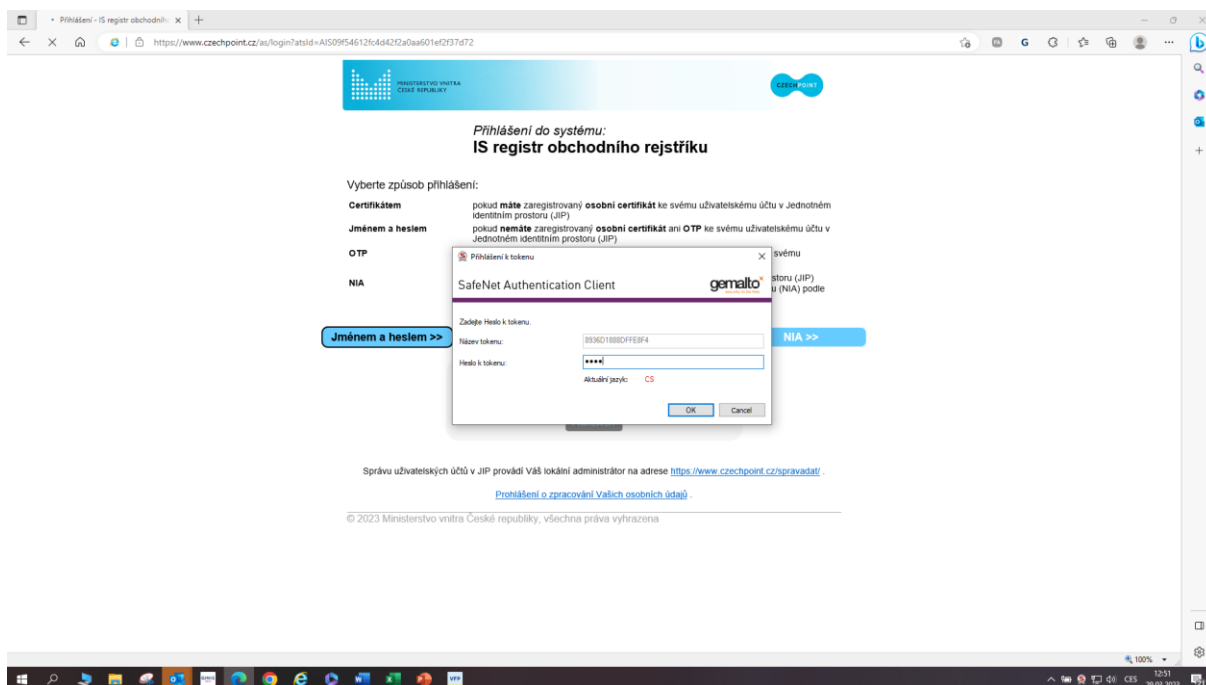 Přihlášení - IS registr obchodníh
https://www.czechpoint.cz/as/login?atsId=AIS09f54612fc4d42f2a0aa601ef2f37d72
MINISTERSTVO VNITRA
ČESKÉ REPUBLIKY
CZECHPOINT
Přihlášení do systému:
IS registr obchodního rejstříku
Vyberte způsob přihlášení:
Certifikátem
pokud máte zaregistrovaný osobní certifikát ke svému uživatelskému účtu v Jednotném
identitním prostoru (JIP)
Jménem a heslem
pokud nemáte zaregistrovaný osobní certifikát ani OTP ke svému uživatelskému účtu v
Jednotném identitním prostoru (JIP)
OTP
svému
NIA
storu (JIP)
u (NIA) podle
Přihlášení k tokenu
SafeNet Authentication Client
gemalto
Zadejte Heslo k tokenu.
Název tokenu:
8936D1888DFFE8F4
Heslo k tokenu:
••••
Aktuální jazyk: CS
OK Cancel
Jménem a heslem >>
NIA >>
Správu uživatelských účtů v JIP provádí Váš lokální administrátor na adrese https://www.czechpoint.cz/spravadat/ .
Prohlášení o zpracování Vašich osobních údajů .
© 2023 Ministerstvo vnitra České republiky, všechna práva vyhrazena
100%
VFP
CES
12:51